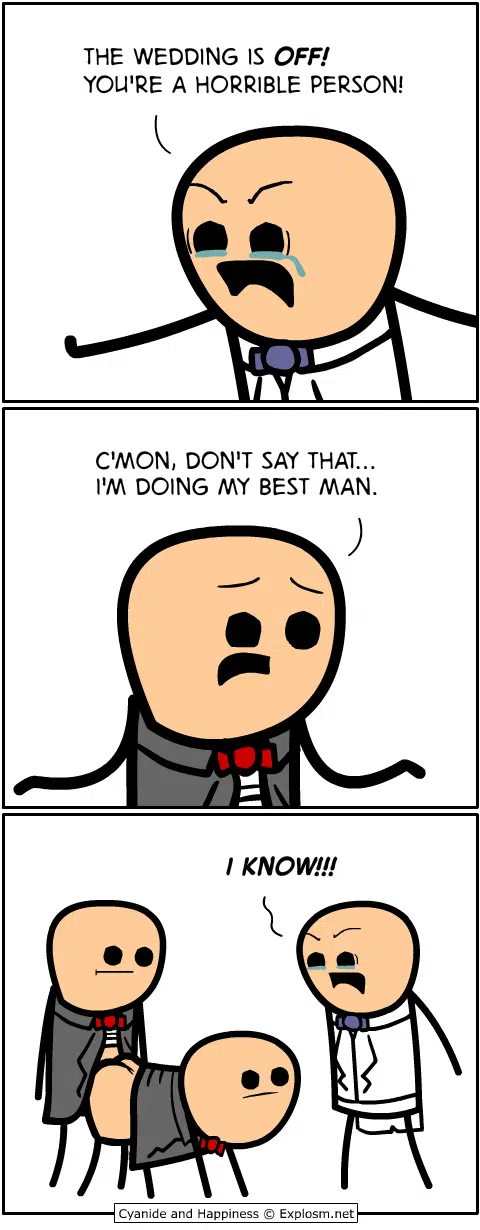 THE WEDDING IS OFF!
YOU'RE A HORRIBLE PERSON!
C'MON, DON'T SAY THAT...
I'M DOING MY BEST MAN.
I KNOW!!!
Cyanide and Happiness © Explosm.net